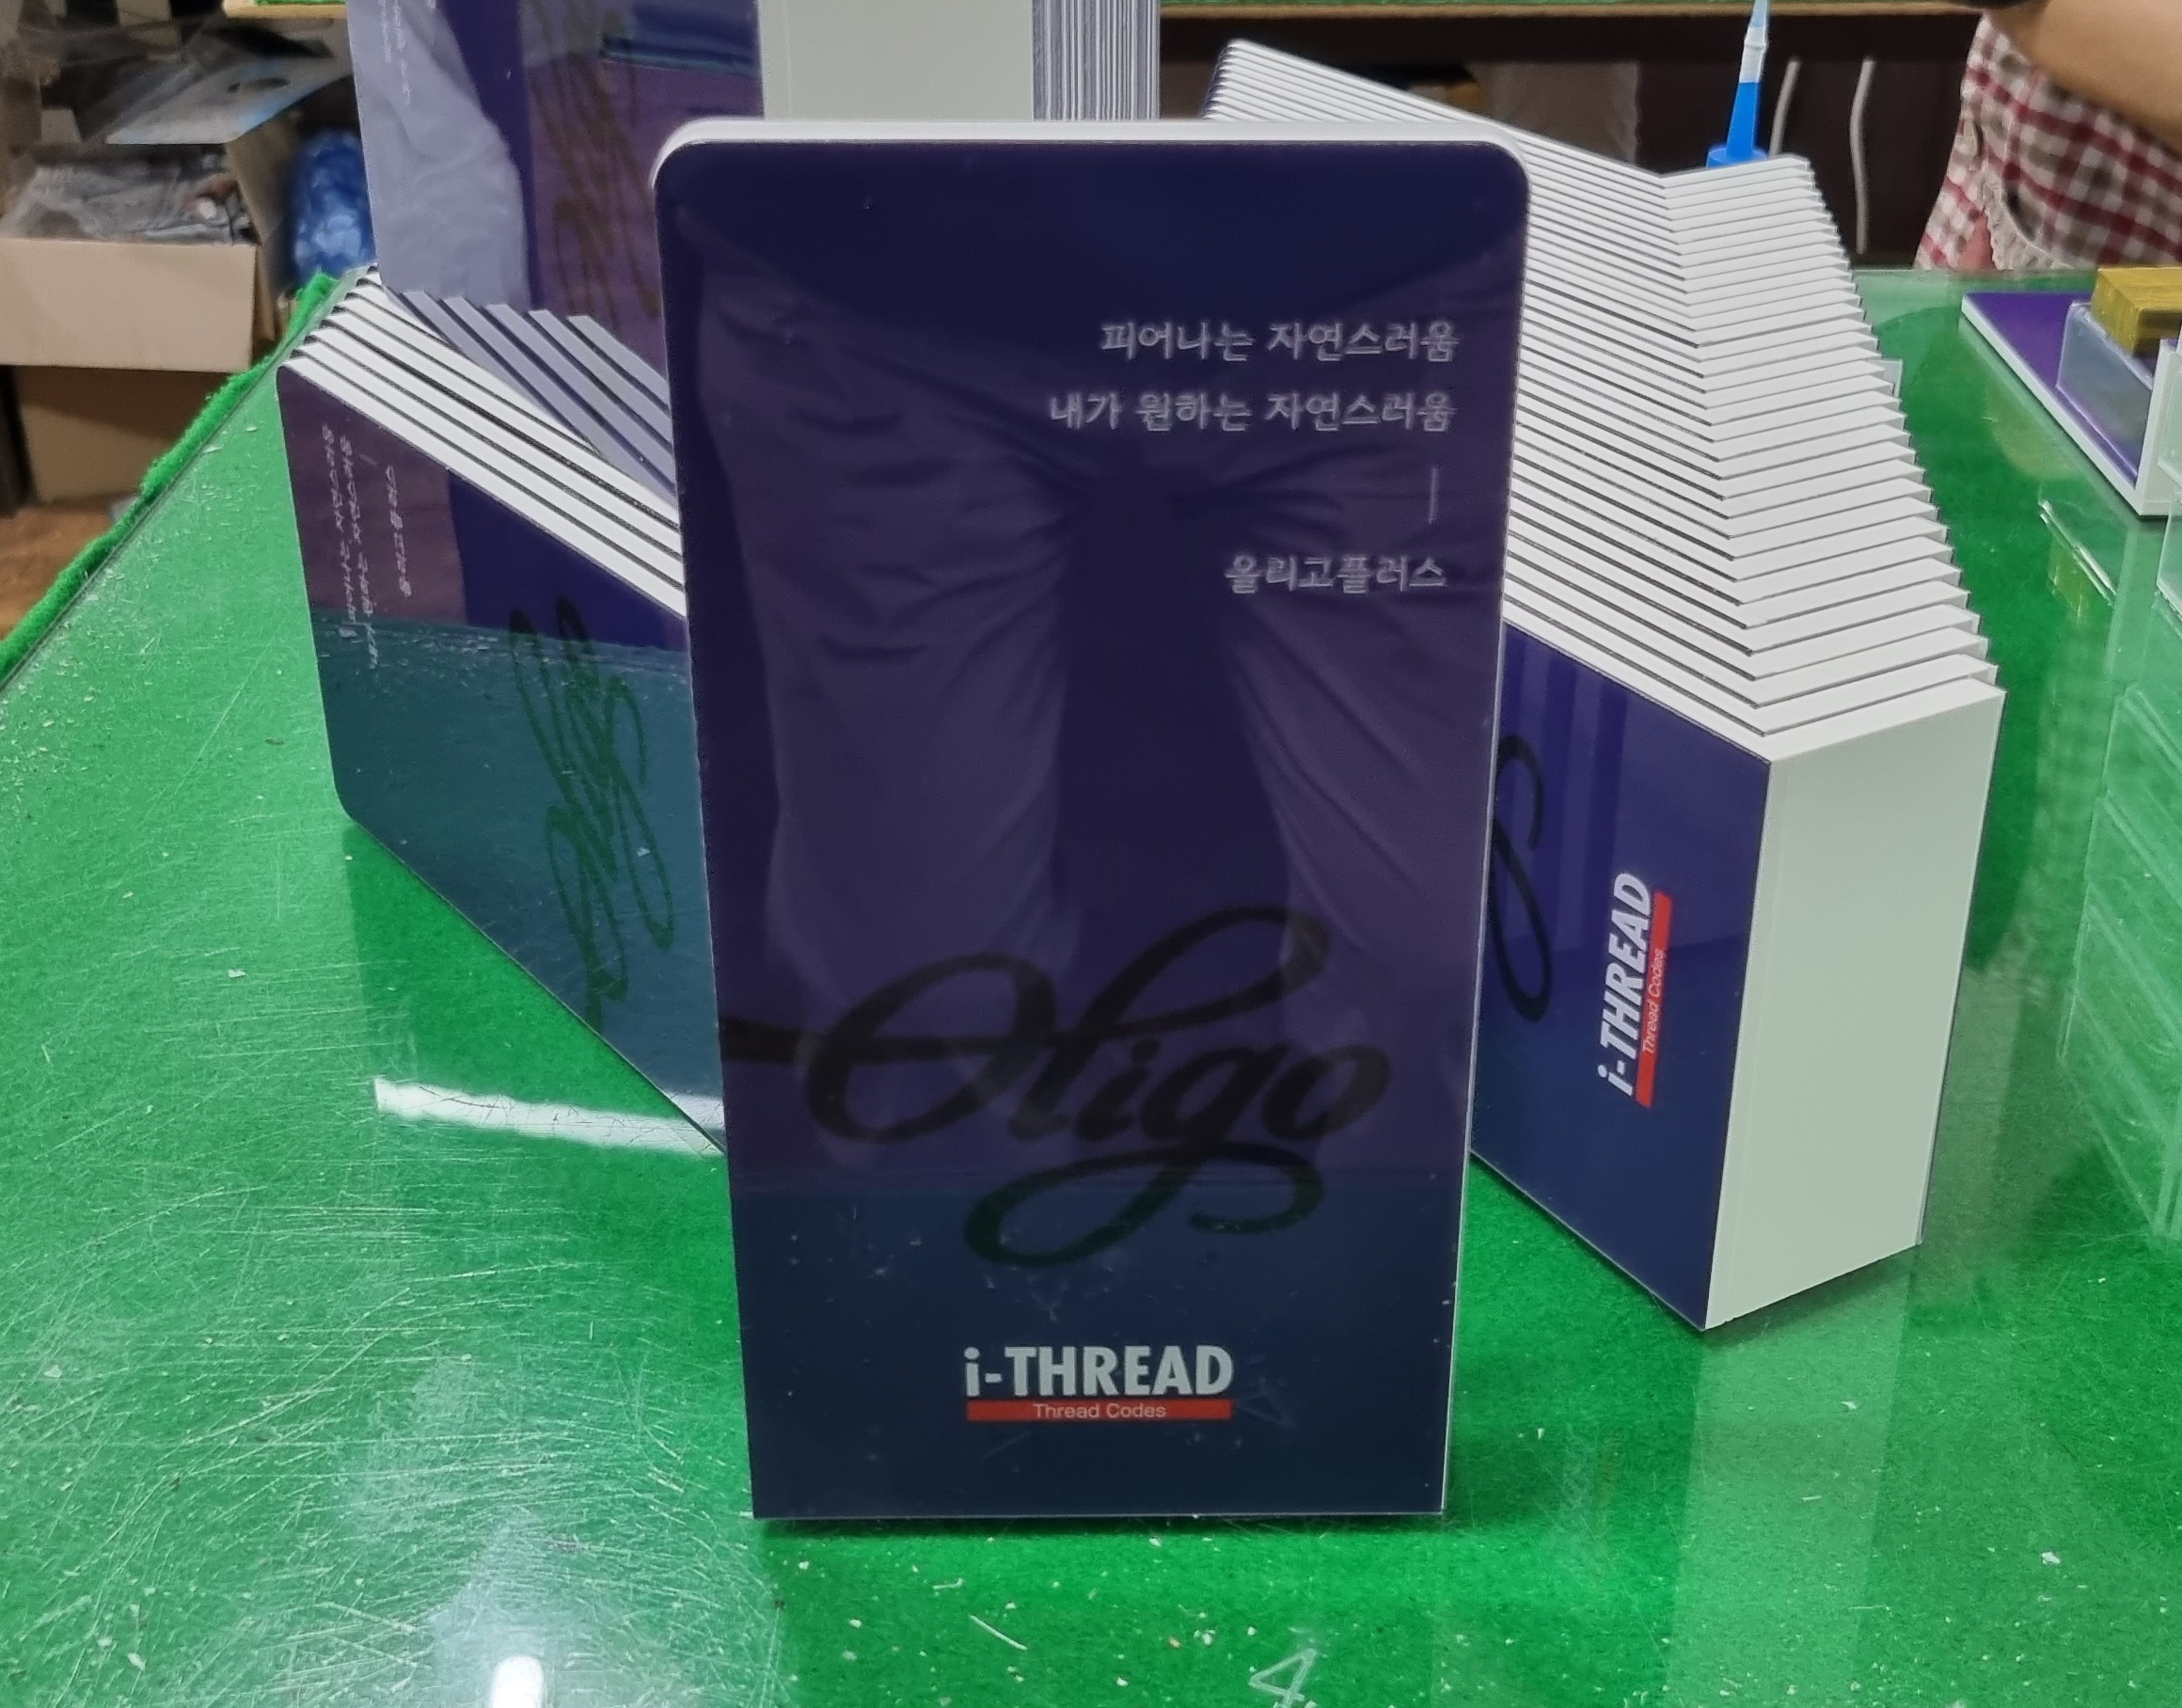 피어나는 자연스러움
내가 원하는 자연스러움
올리고플러스
Oligo
i-THREAD
Thread Codes
i-THREAD
Thread Codes
4